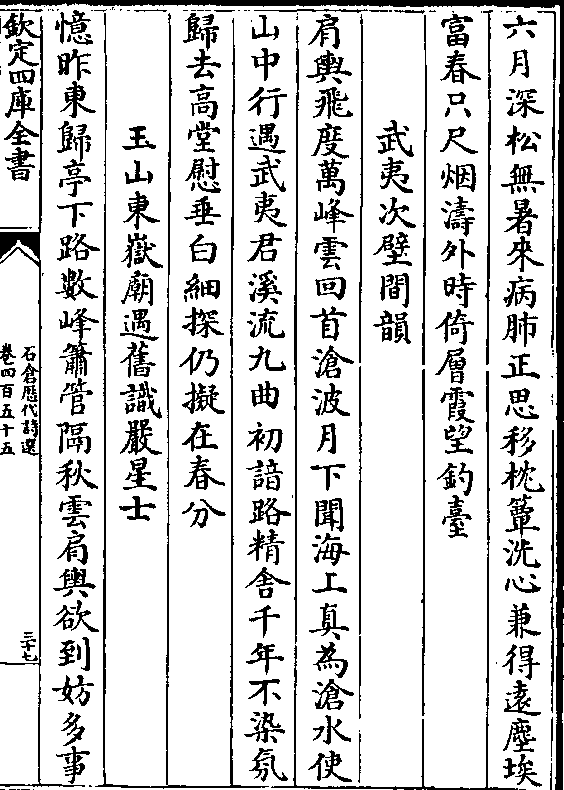 六月深松無暑來病肺正思移枕簟洗心兼得遠塵埃
富春只尺烟濤外時倚層霞望釣臺
武夷次壁間韻
肩輿飛度萬峰雲回首滄波月下聞海上真為滄水使
山中行遇武夷君溪流九曲初諳路精舍千年不染氛
歸去高堂慰垂白細探仍擬在春分
玉山東嶽廟遇舊識嚴星士
憶昨東歸亭下路數峰簫管隔秋雲肩輿欲到妨多事
欽定四庫全書
石倉歷代詩選
卷四百五十五
三十七